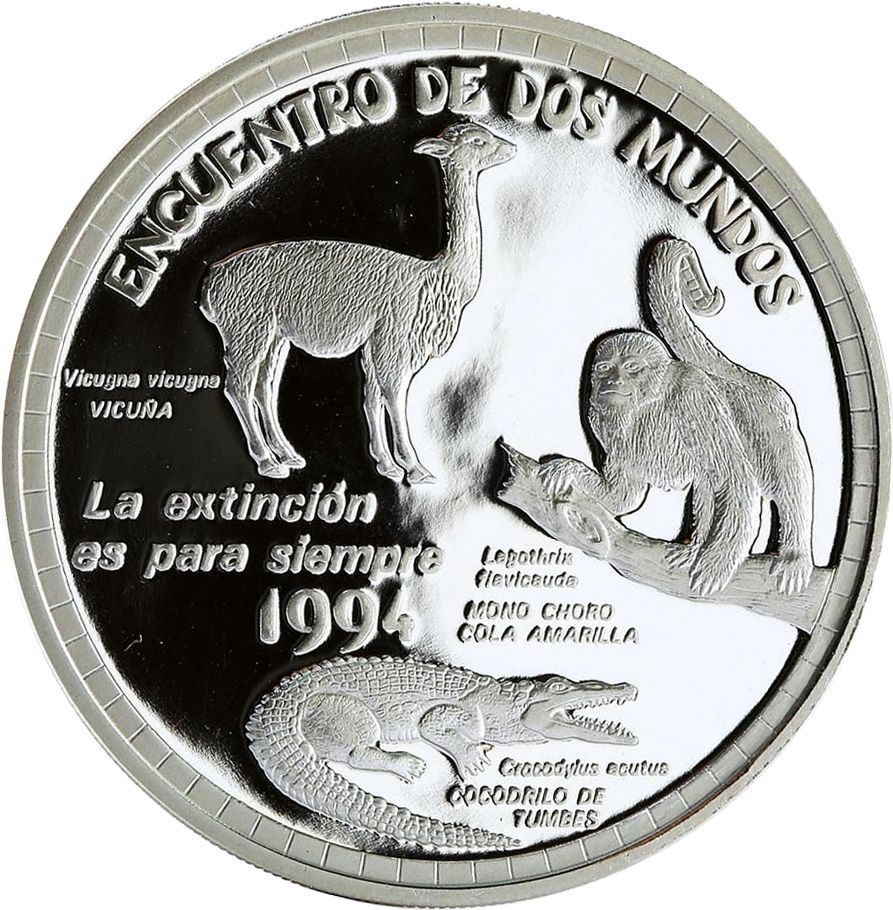 ENCUENTRO DE DOS MUNDOS
Vicugna vicugna
VICUÑA
La extinción
es para siempre
1994
Lagothrix
flavicauda
MONO CHORO
COLA AMARILLA
Crocodylus acutus
COCODRILO DE
TUMBES